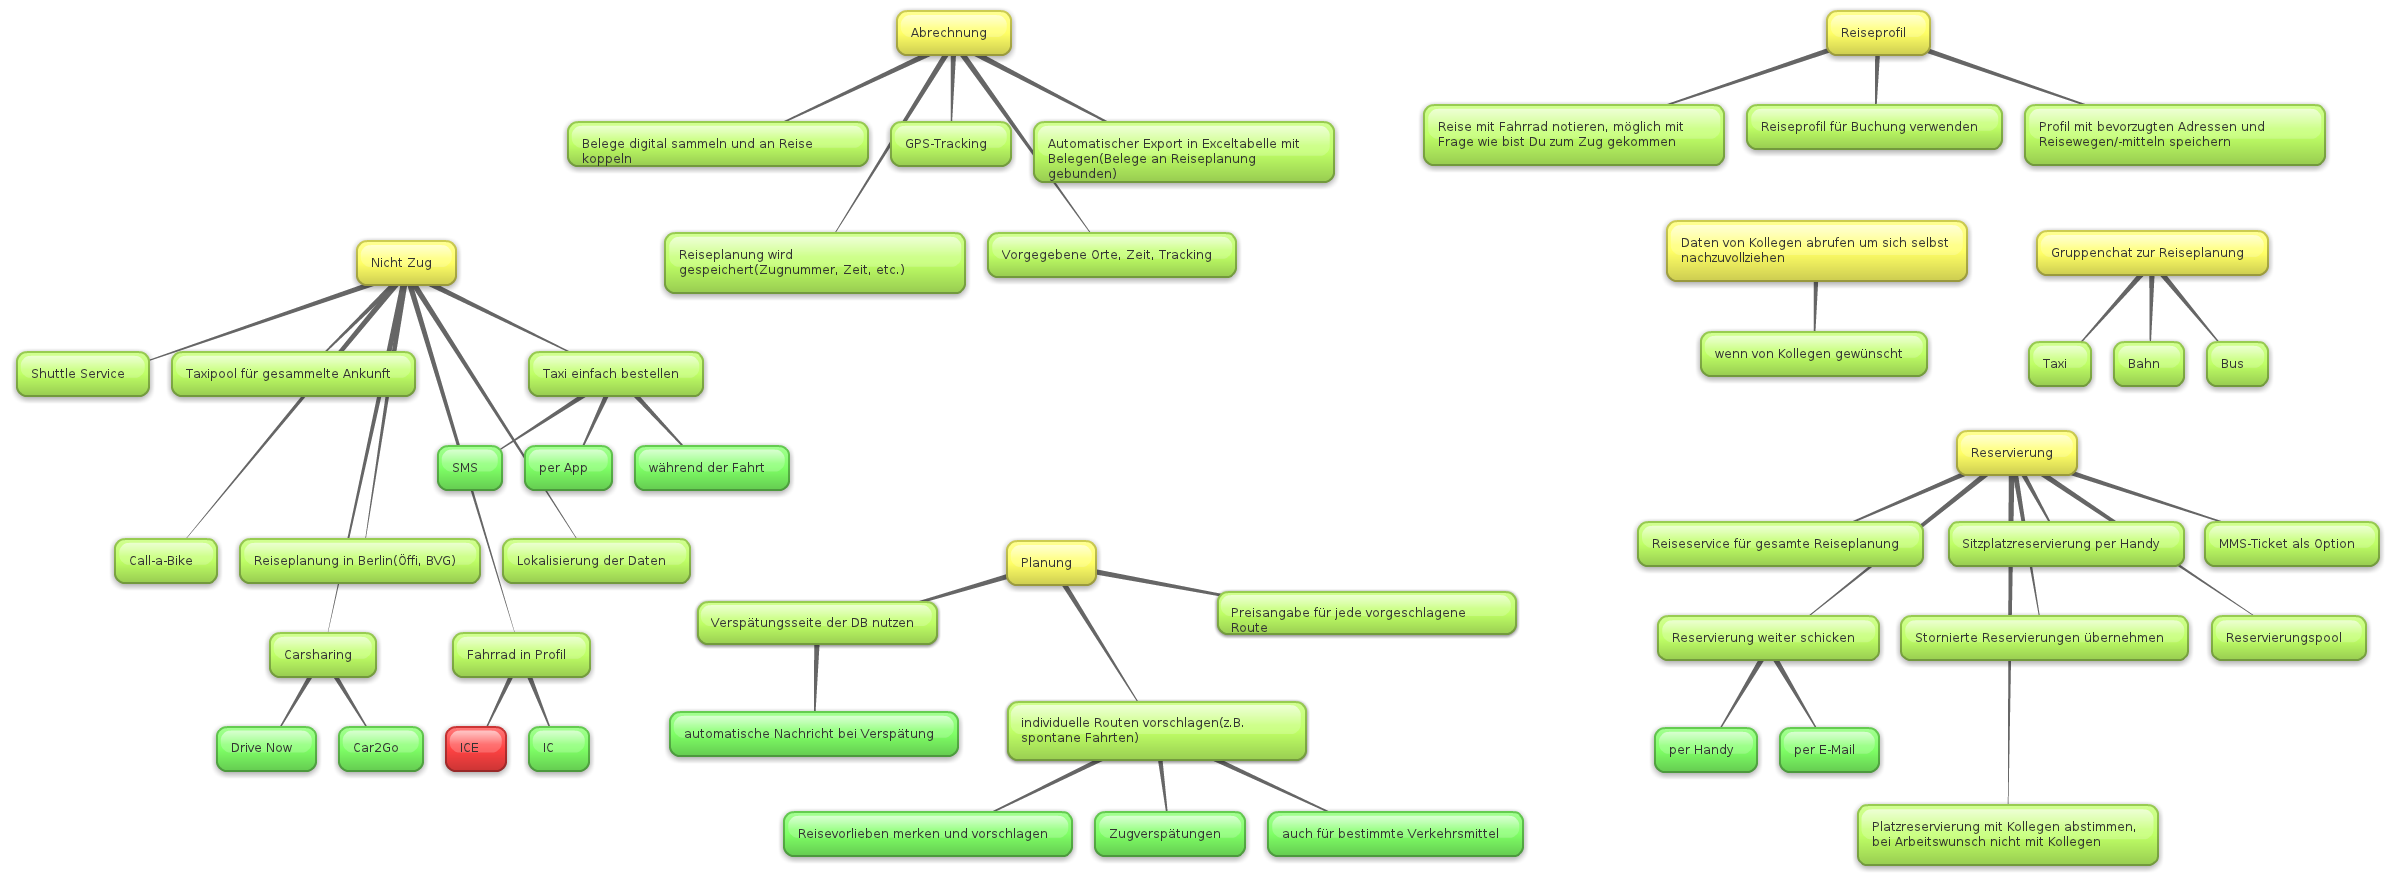 Abrechnung
Belege digital sammeln und an Reise
koppeln
GPS-Tracking
Automatischer Export in Exceltabelle mit
Belegen(Belege an Reiseplanung
gebunden)
Reiseplanung wird
gespeichert(Zugnummer, Zeit, etc.)
Vorgegebene Orte, Zeit, Tracking
Reiseprofil
Reise mit Fahrrad notieren, möglich mit
Frage wie bist Du zum Zug gekommen
Reiseprofil für Buchung verwenden
Profil mit bevorzugten Adressen und
Reisewegen/-mitteln speichern
Daten von Kollegen abrufen um sich selbst
nachzuvollziehen
wenn von Kollegen gewünscht
Gruppenchat zur Reiseplanung
Taxi
Bahn
Bus
Nicht Zug
Shuttle Service
Taxipool für gesammelte Ankunft
Taxi einfach bestellen
SMS
per App
während der Fahrt
Call-a-Bike
Reiseplanung in Berlin(Öffi, BVG)
Lokalisierung der Daten
Carsharing
Fahrrad in Profil
Drive Now
Car2Go
ICE
IC
Planung
Verspätungsseite der DB nutzen
Preisangabe für jede vorgeschlagene
Route
automatische Nachricht bei Verspätung
individuelle Routen vorschlagen(z.B.
spontane Fahrten)
Reisevorlieben merken und vorschlagen
Zugverspätungen
auch für bestimmte Verkehrsmittel
Reservierung
Reiseservice für gesamte Reiseplanung
Sitzplatzreservierung per Handy
MMS-Ticket als Option
Reservierung weiter schicken
Stornierte Reservierungen übernehmen
Reservierungspool
per Handy
per E-Mail
Platzreservierung mit Kollegen abstimmen,
bei Arbeitswunsch nicht mit Kollegen